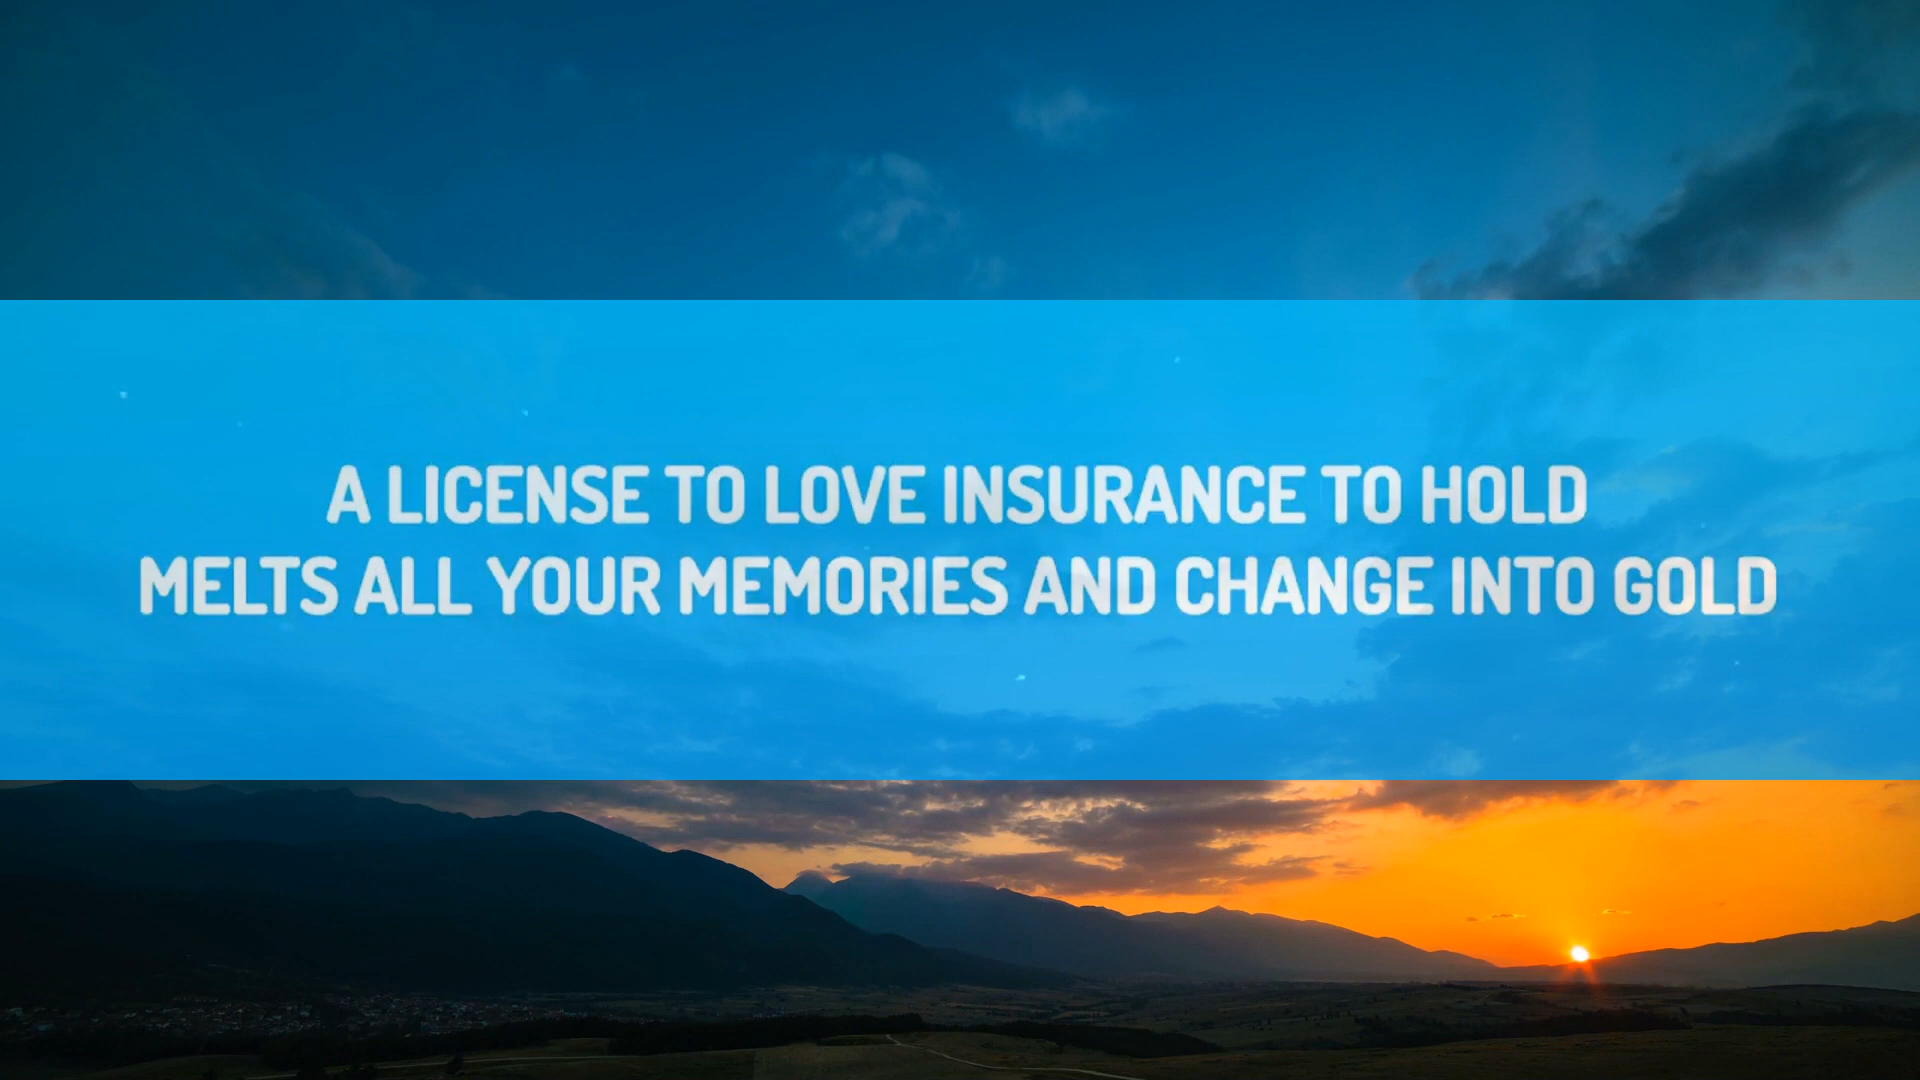 A LICENSE TO LOVE INSURANCE TO HOLD
MELTS ALL YOUR MEMORIES AND CHANGE INTO GOLD